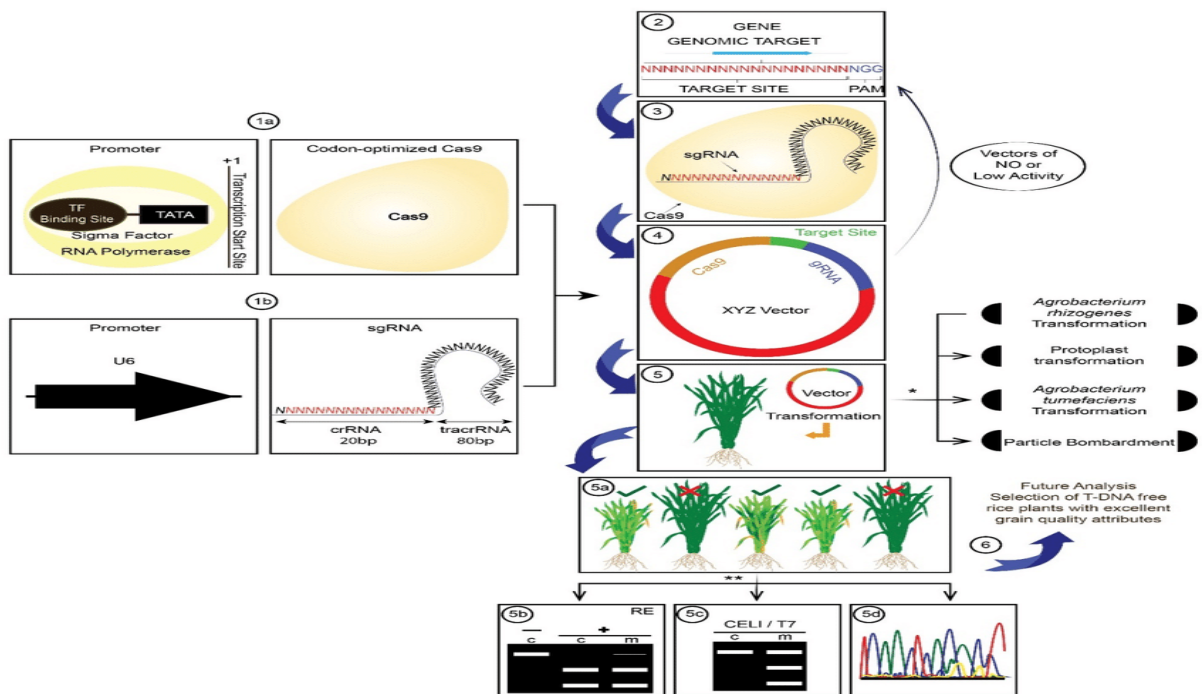 1a
Promoter
TF
Binding Site
TATA
Sigma Factor
RNA Polymerase
+1
Transcription Start Site
Codon-optimized Cas9
Cas9
1b
Promoter
U6
sgRNA
crRNA
20bp
tracrRNA
80bp
2
GENE
GENOMIC TARGET
NGG
TARGET SITE
PAM
3
sgRNA
Cas9
4
Target Site
Cas9
gRNA
XYZ Vector
Vectors of
NO or
Low Activity
5
Vector
Transformation
*
Agrobacterium
rhizogenes
Transformation
Protoplast
transformation
Agrobacterium
tumefaciens
Transformation
Particle Bombardment
5a
6
Future Analysis
Selection of T-DNA free
rice plants with excellent
grain quality attributes
**
5b
RE
− +
c c m
5c
CELI / T7
c m
5d